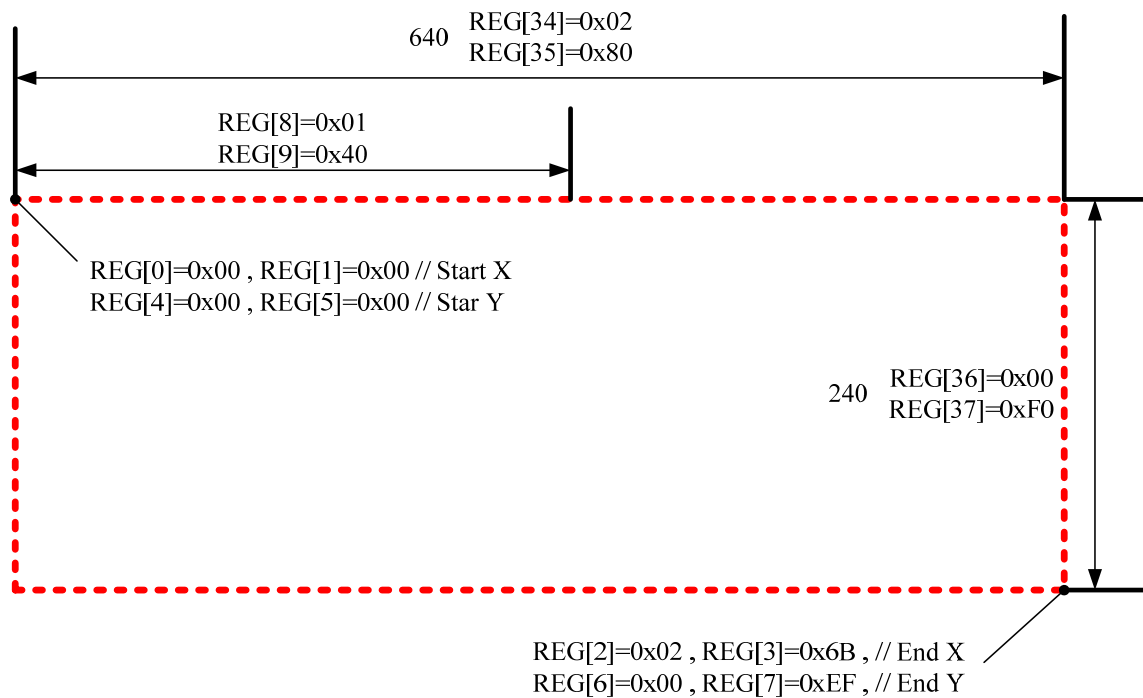 640
REG[34]=0x02
REG[35]=0x80
REG[8]=0x01
REG[9]=0x40
REG[0]=0x00 , REG[1]=0x00 // Start X
REG[4]=0x00 , REG[5]=0x00 // Star Y
240
REG[36]=0x00
REG[37]=0xF0
REG[2]=0x02 , REG[3]=0x6B , // End X
REG[6]=0x00 , REG[7]=0xEF , // End Y